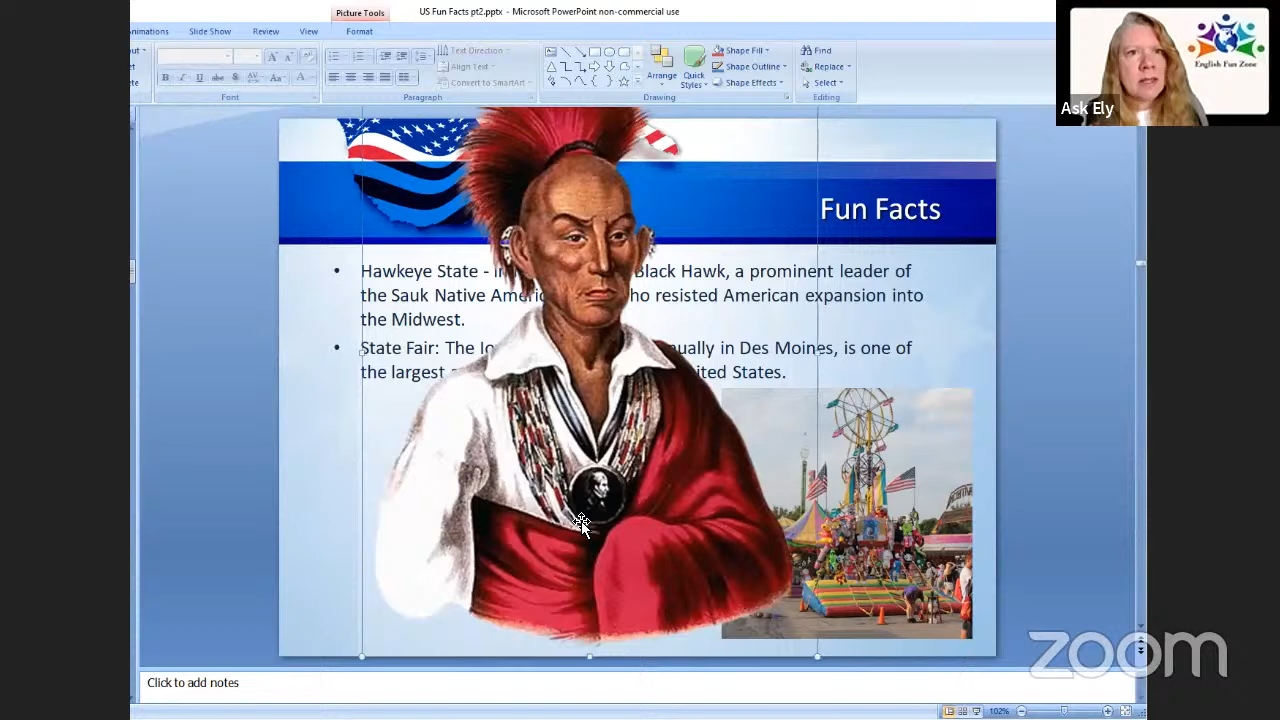 Picture Tools
US Fun Facts pt2.pptx - Microsoft PowerPoint non-commercial use
nimations Slide Show Review View Format
Text Direction
Align Text
Convert to SmartArt
Arrange
Quick Styles
Shape Fill
Shape Outline
Shape Effects
Find
Replace
Select
Font Paragraph Drawing Editing
English Fun Zone
Ask Ely
Fun Facts
• Hawkeye State - in Black Hawk, a prominent leader of
the Sauk Native Ameri ho resisted American expansion into
the Midwest.
• State Fair: The Io ually in Des Moines, is one of
the largest ited States.
zoom
Click to add notes
102%